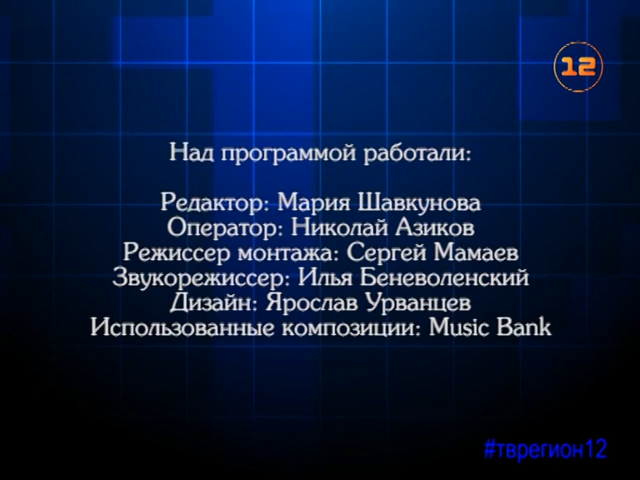 12
Над программой работали:
Редактор: Мария Шавкунова
Оператор: Николай Азиков
Режиссер монтажа: Сергей Мамаев
Звукорежиссер: Илья Беневоленский
Дизайн: Ярослав Урванцев
Использованные композиции: Music Bank
#тврегион12